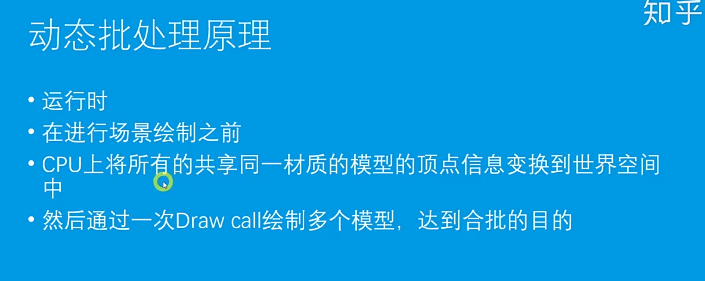 知乎
动态批处理原理
• 运行时
• 在进行场景绘制之前
• CPU上将所有的共享同一材质的模型的顶点信息变换到世界空间
中
• 然后通过一次Draw call绘制多个模型，达到合批的目的